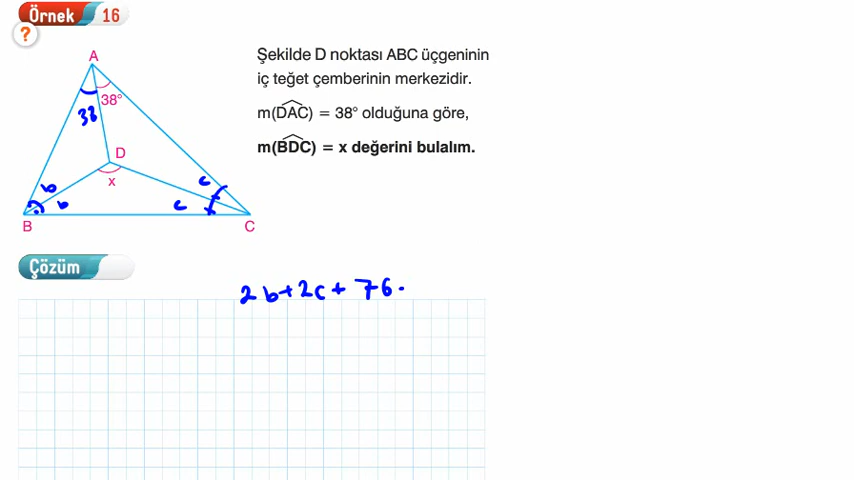 Örnek 16
?
A
Şekilde D noktası ABC üçgeninin
iç teğet çemberinin merkezidir.
38°
38
m(DAC) = 38° olduğuna göre,
m(BDC) = x değerini bulalım.
D
x
b
b
c
c
B
C
Çözüm
2b+2c+76.